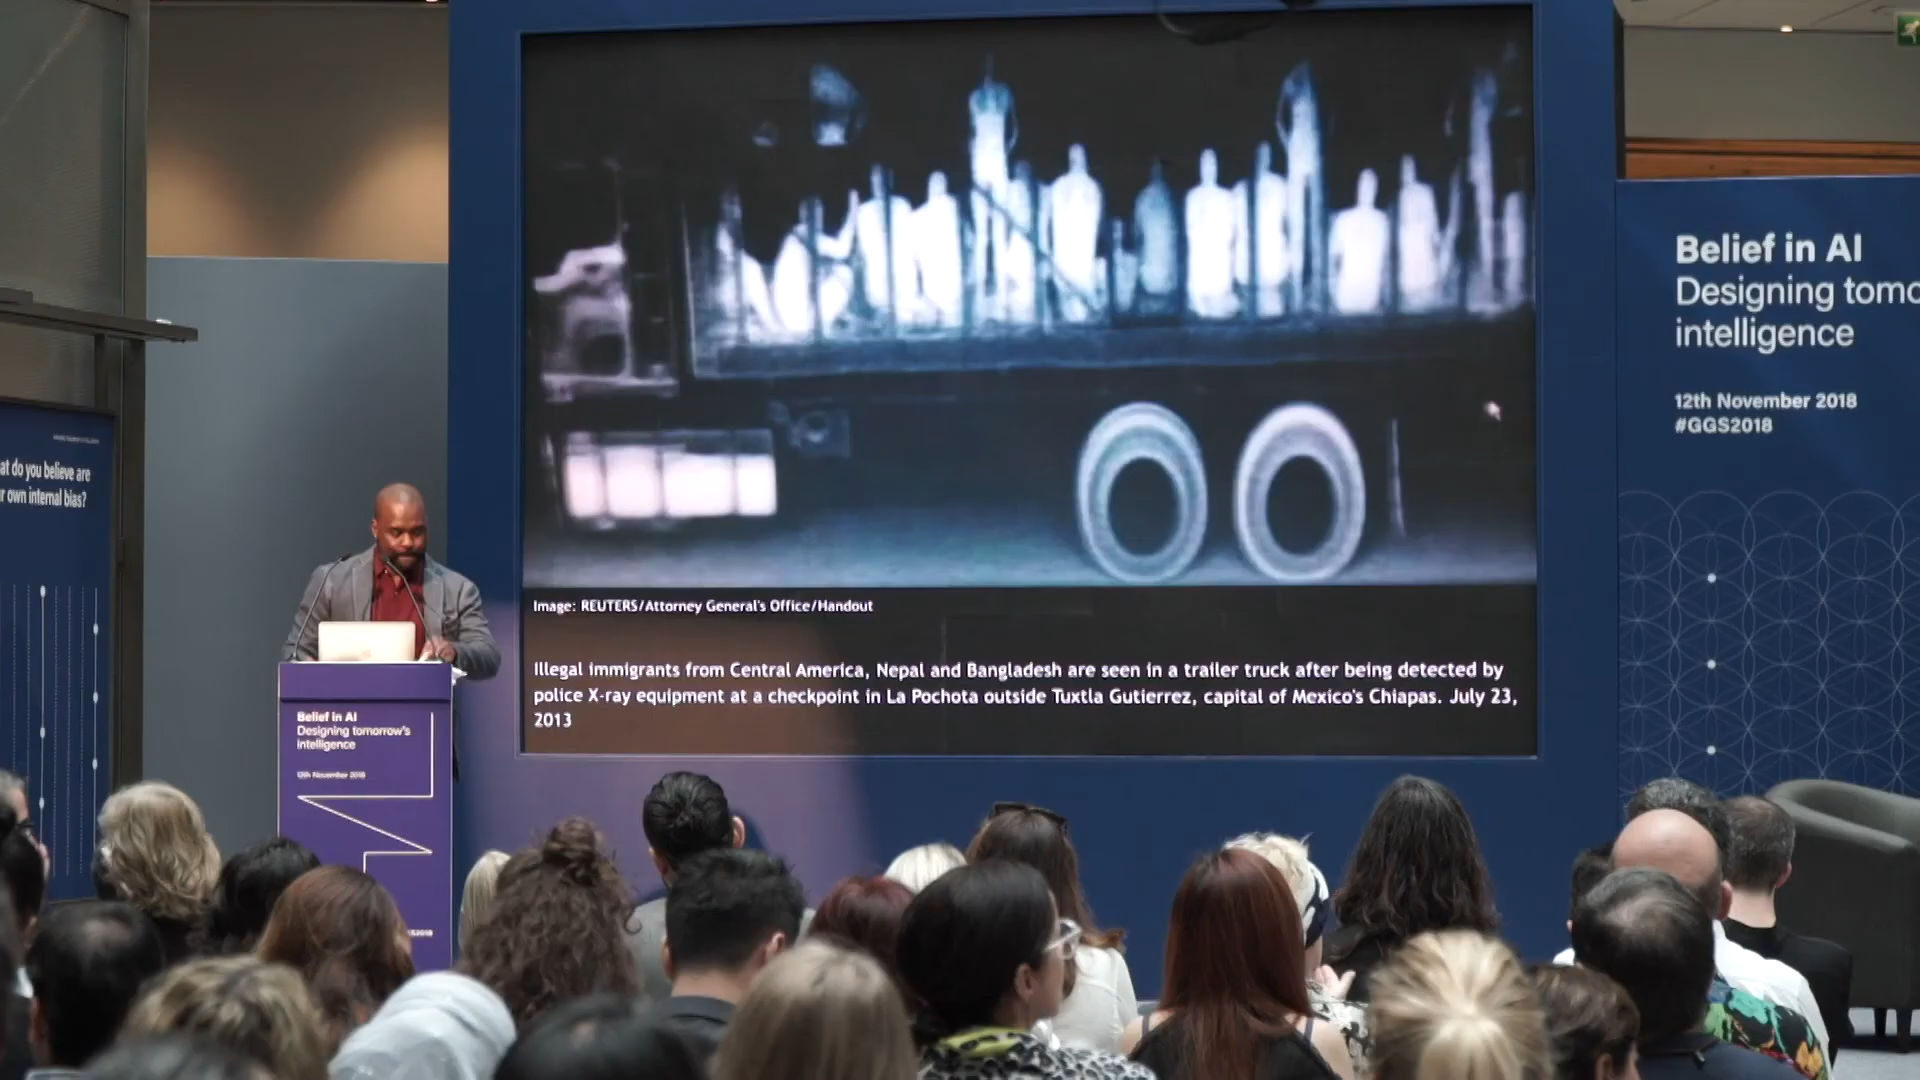 at do you believe are
r own internal bias?
Image: REUTERS/Attorney General's Office/Handout
Illegal immigrants from Central America, Nepal and Bangladesh are seen in a trailer truck after being detected by
police X-ray equipment at a checkpoint in La Pochota outside Tuxtla Gutierrez, capital of Mexico's Chiapas. July 23,
2013
Belief in AI
Designing tomorrow's
intelligence
12th November 2018
Belief in AI
Designing tomo
intelligence
12th November 2018
#GGS2018